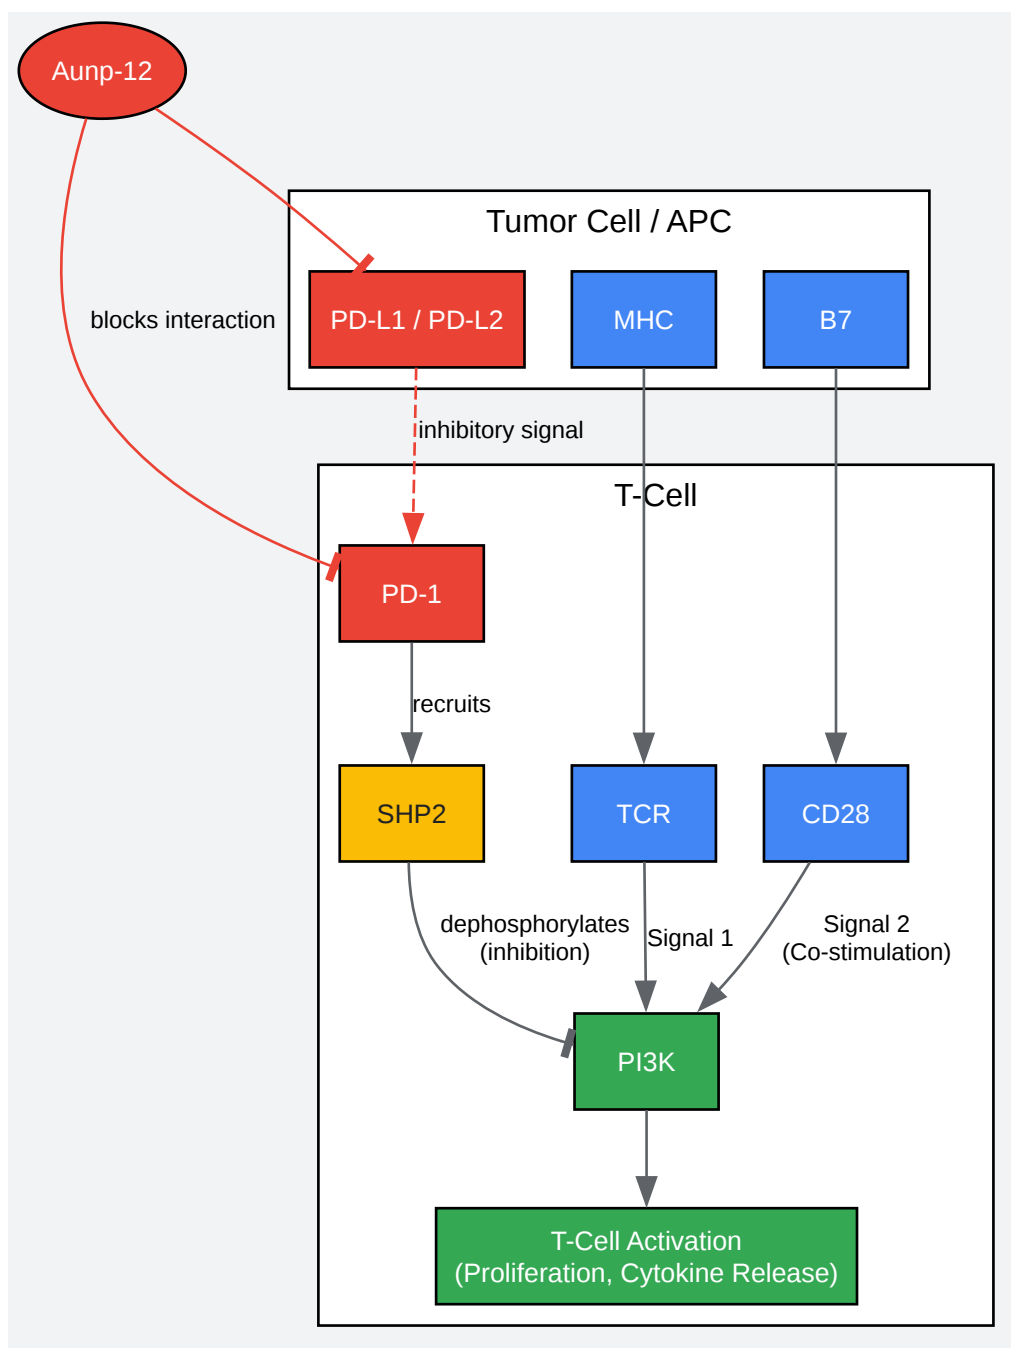 Aunp-12
Tumor Cell / APC
PD-L1 / PD-L2
MHC
B7
blocks interaction
inhibitory signal
T-Cell
PD-1
recruits
SHP2
TCR
CD28
dephosphorylates
(inhibition)
Signal 1
Signal 2
(Co-stimulation)
PI3K
T-Cell Activation
(Proliferation, Cytokine Release)